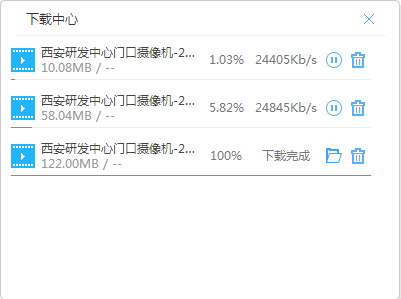 下载中心
西安研发中心门口摄像机-2...
10.08MB / --
1.03%
24405Kb/s
西安研发中心门口摄像机-2...
58.04MB / --
5.82%
24845Kb/s
西安研发中心门口摄像机-2...
122.00MB / --
100%
下载完成